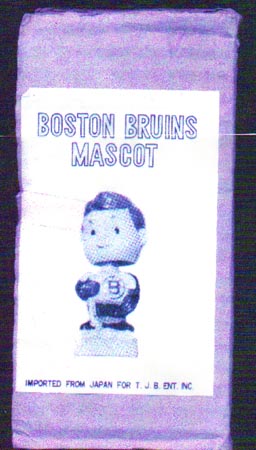 BOSTON BRUINS
MASCOT
B
IMPORTED FROM JAPAN FOR T. J. B. ENT. INC.